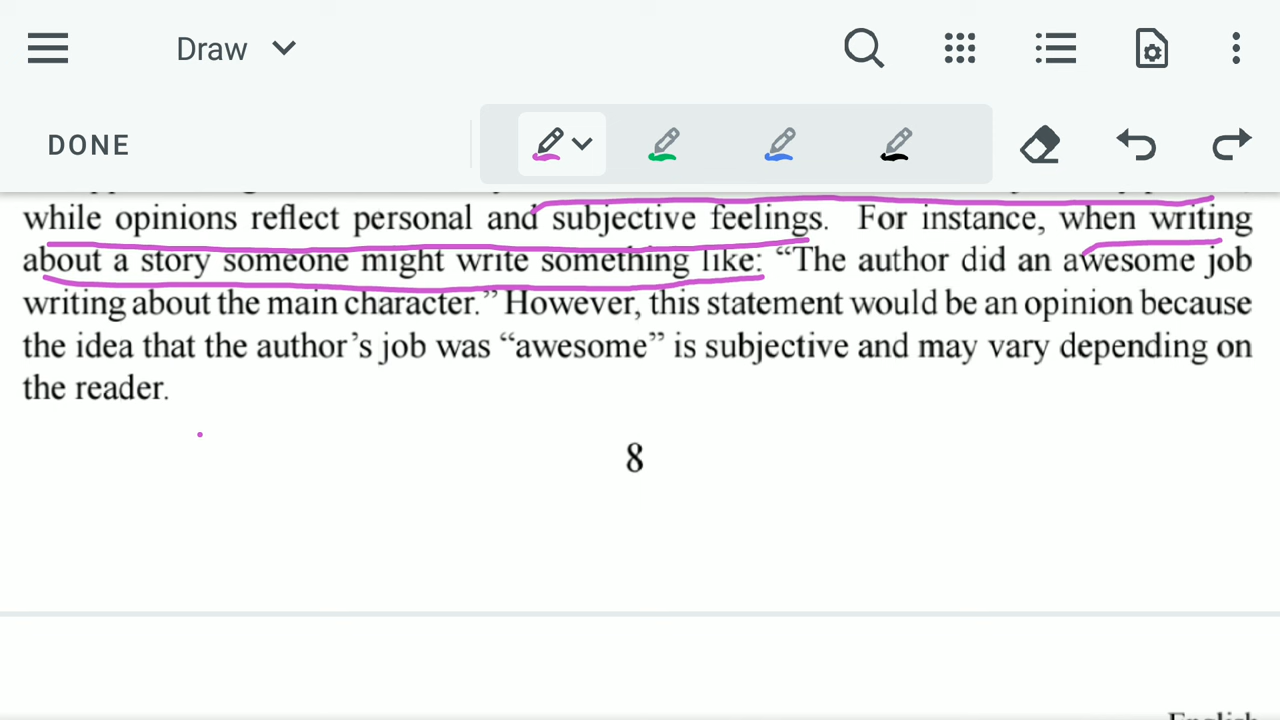 Draw
DONE
while opinions reflect personal and subjective feelings. For instance, when writing
about a story someone might write something like: “The author did an awesome job
writing about the main character.” However, this statement would be an opinion because
the idea that the author’s job was “awesome” is subjective and may vary depending on
the reader.
8